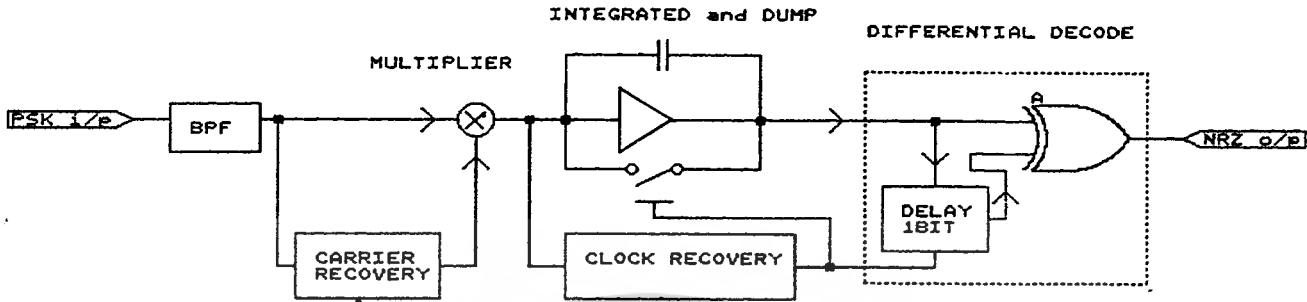 INTEGRATED and DUMP
DIFFERENTIAL DECODE
MULTIPLIER
A
PSK i/p
BPF
NRZ o/p
DELAY
1BIT
CARRIER
RECOVERY
CLOCK RECOVERY